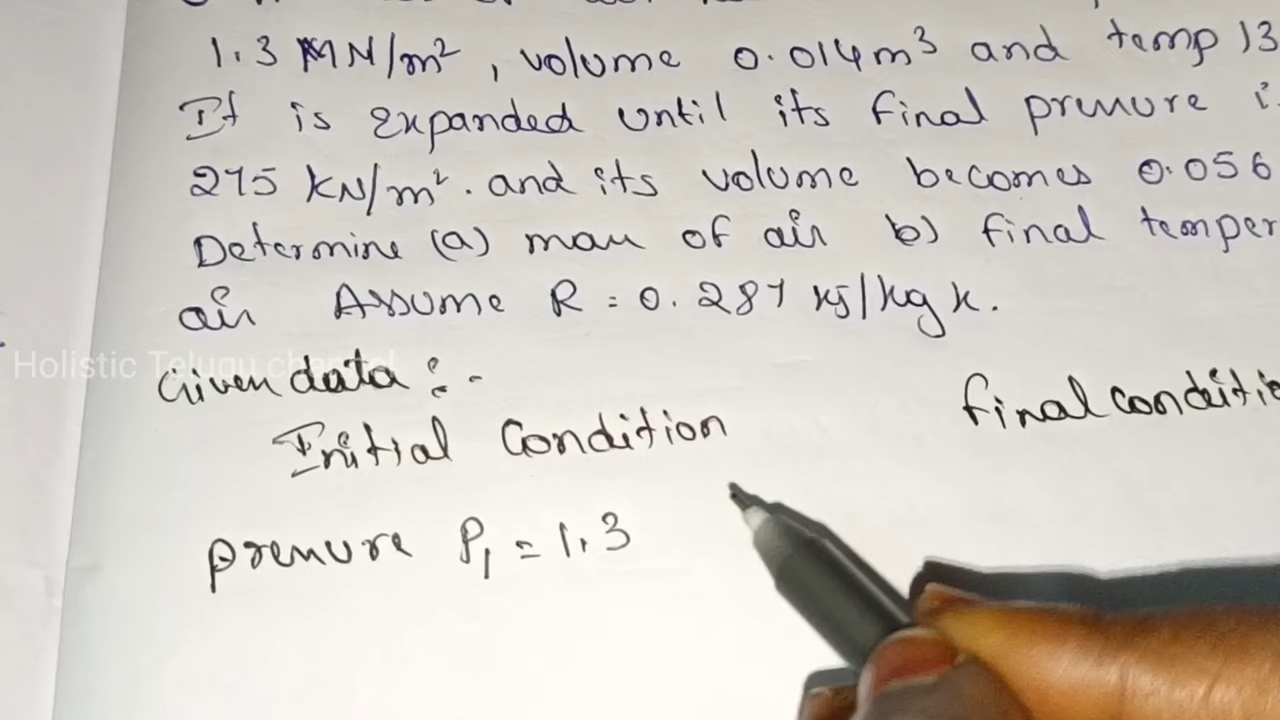 1.3 MN/m², volume 0.014m³ and temp 13
It is expanded until its final pressure i
275 KN/m². and its volume becomes 0.056
Determine (a) mass of air b) final temper
air Assume R = 0.287 KJ/kg K.
Holistic Telugu channel
Given data :-
Initial Condition
final conditi
pressure P₁ = 1.3